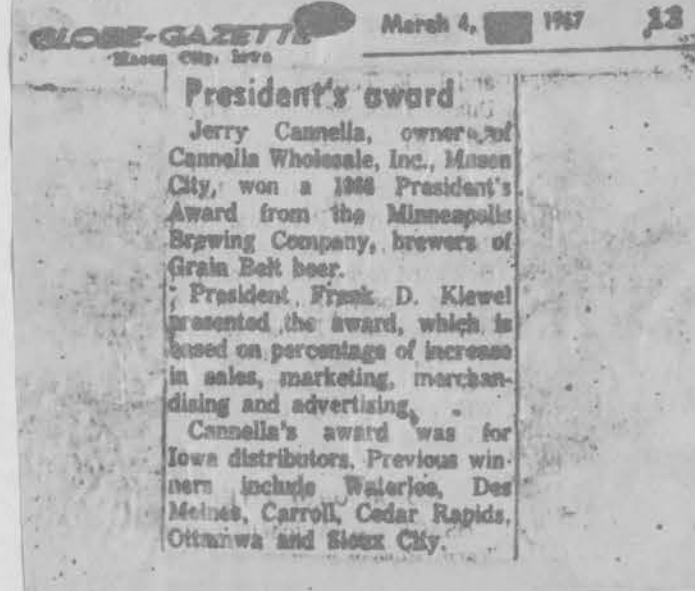 GLOBE-GAZETTE
March 4, 1967 13
Mason City, Iowa
President's award
Jerry Cannella, owner of
Cannella Wholesale, Inc., Mason
City, won a 1966 President's
Award from the Minneapolis
Brewing Company, brewers of
Grain Belt beer.
President Frank D. Kiewel
presented the award, which is
based on percentage of increase
in sales, marketing, merchan-
dising and advertising.
Cannella's award was for
Iowa distributors. Previous win-
ners include Waterloo, Des
Moines, Carroll, Cedar Rapids,
Ottumwa and Sioux City.